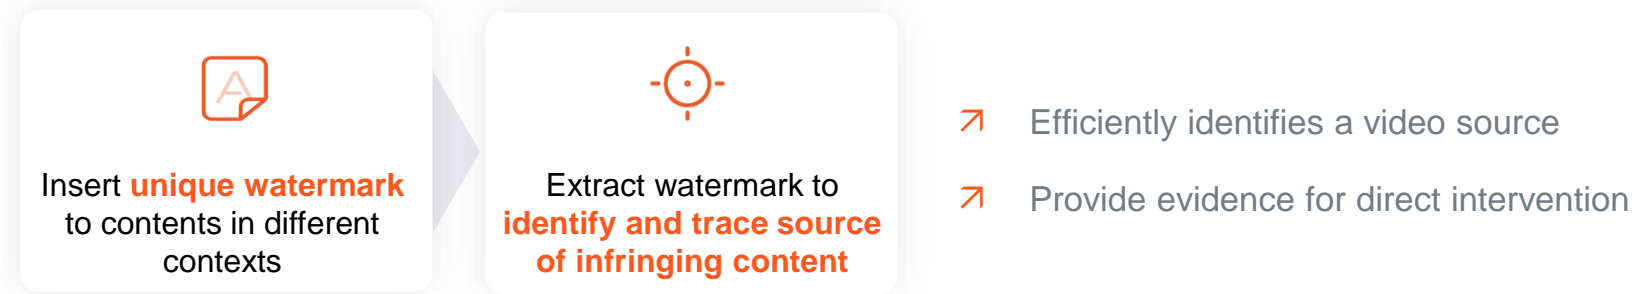 Insert unique watermark
to contents in different
contexts
Extract watermark to
identify and trace source
of infringing content
Efficiently identifies a video source
Provide evidence for direct intervention